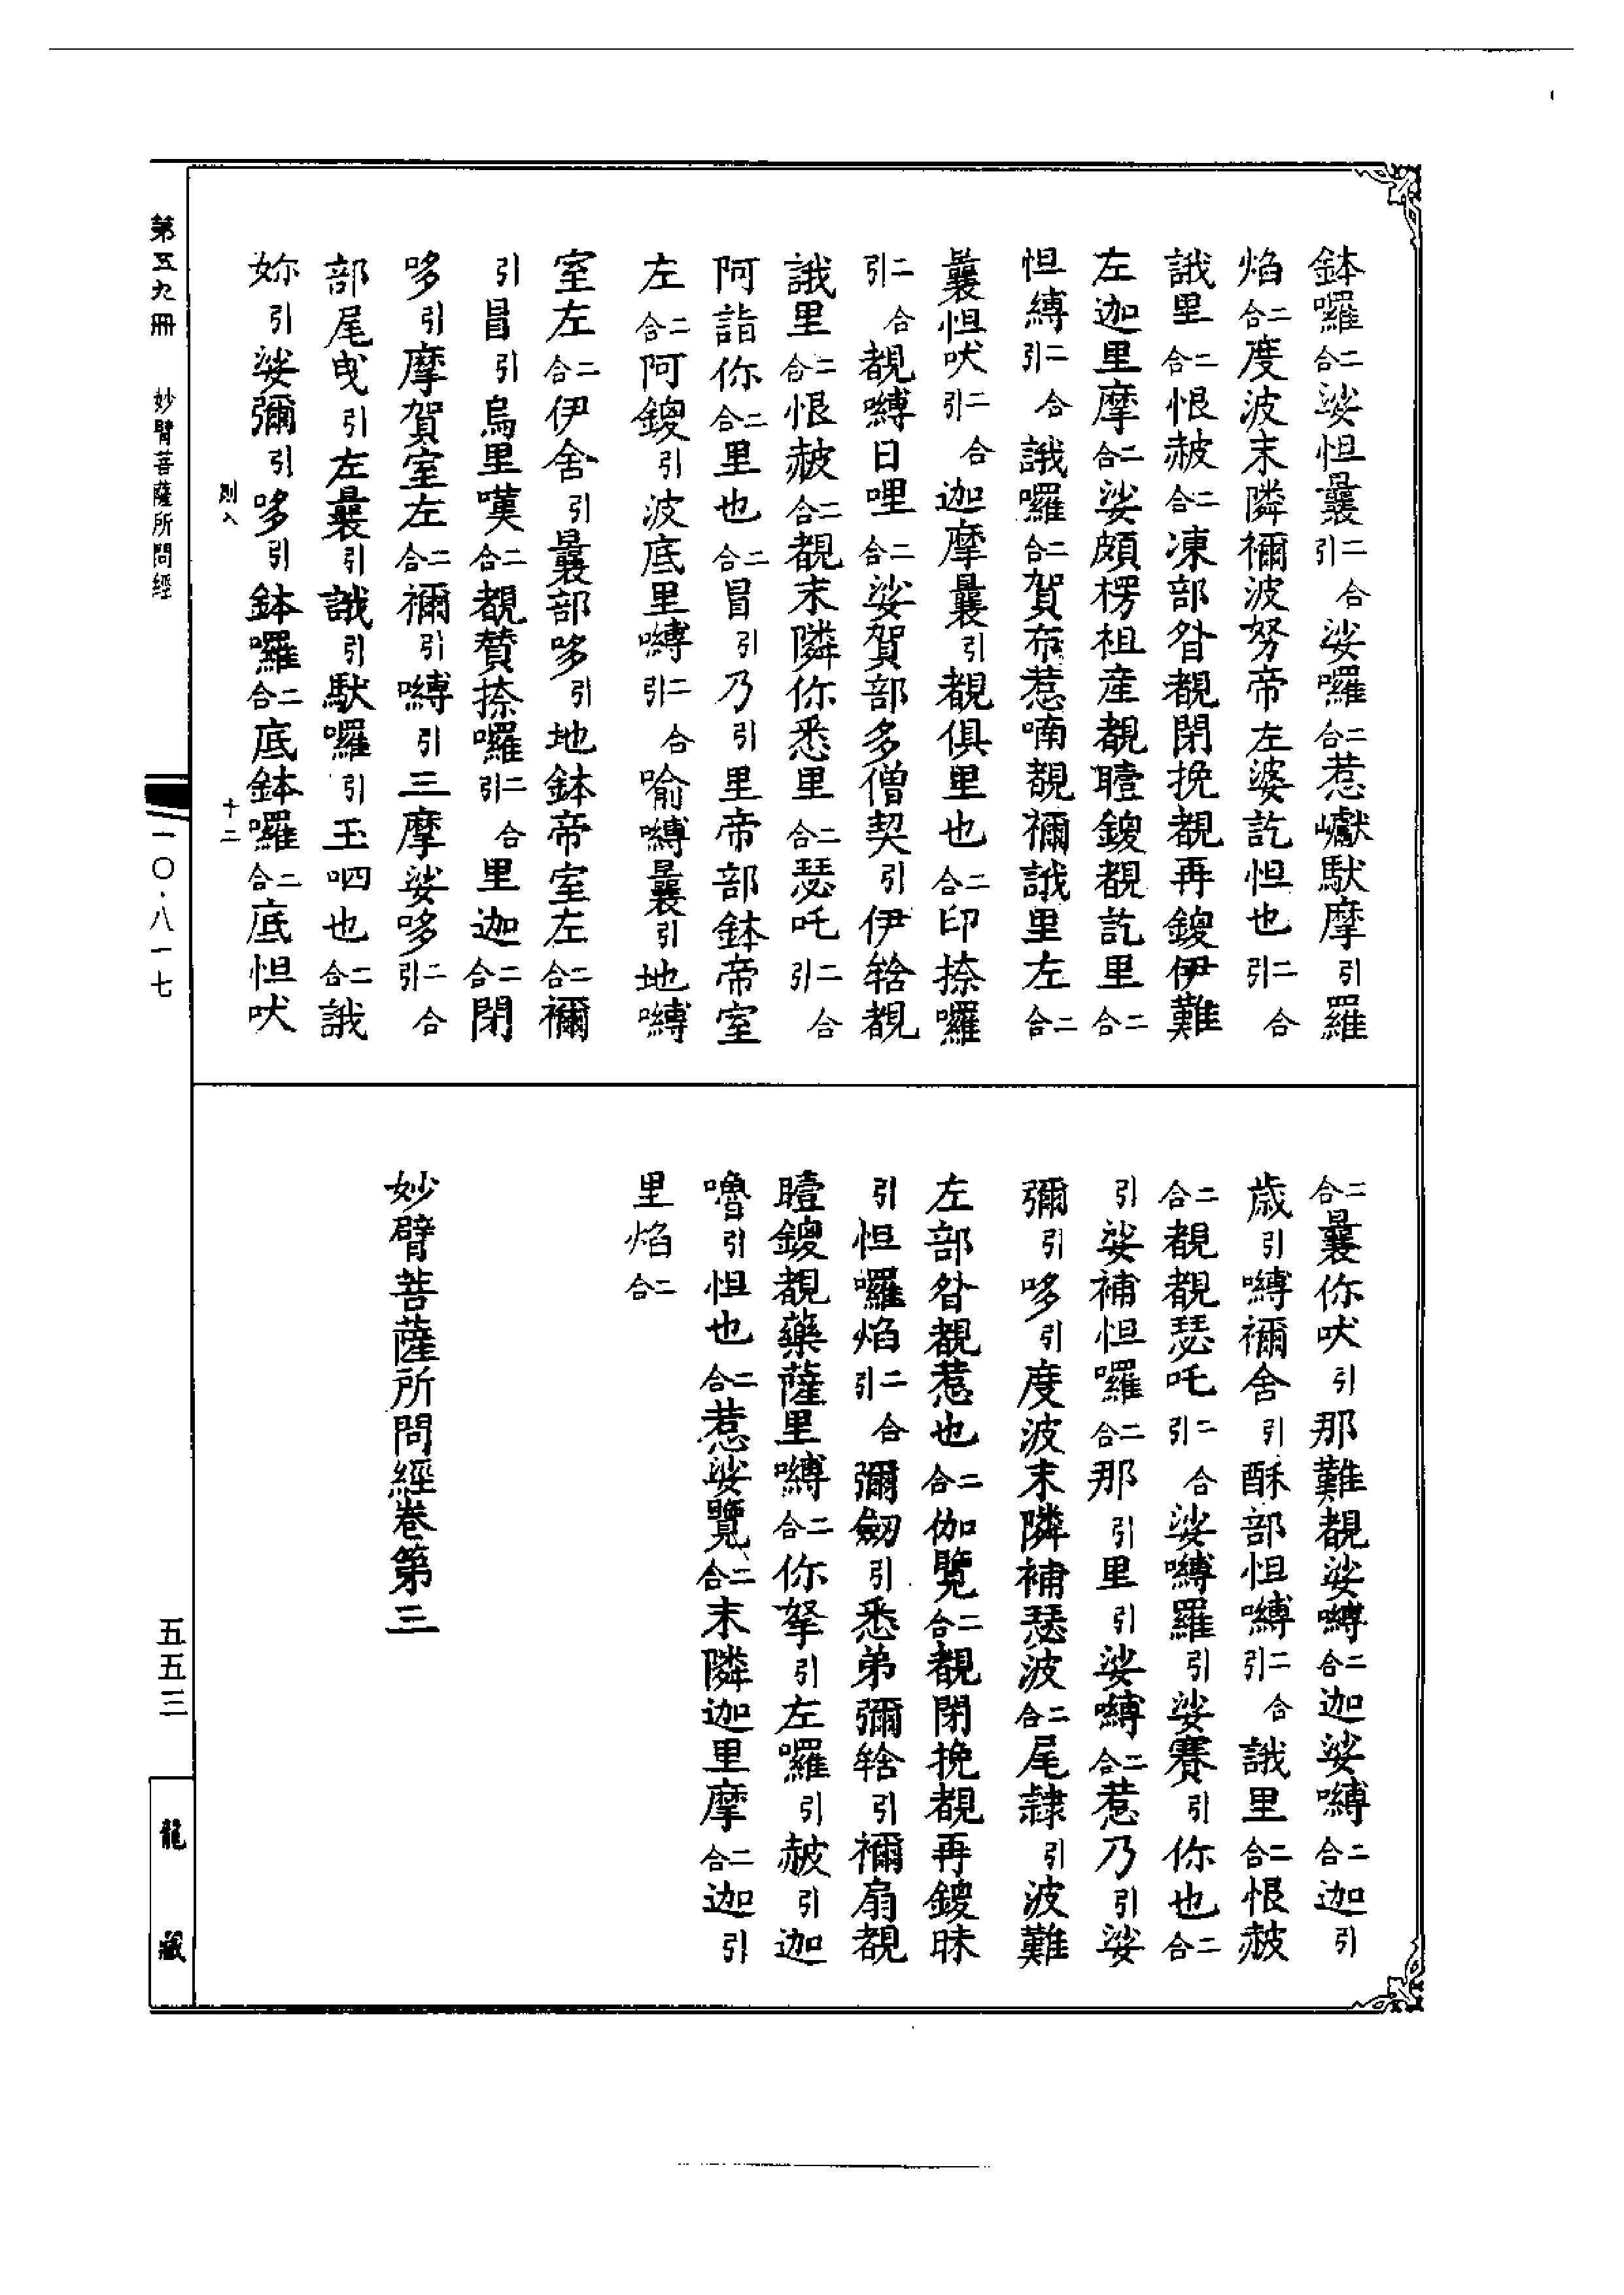 鉢囉二合娑怛曩二合引娑囉二合惹巘馱摩引羅
焰二合度波末隣禰波努帝左婆訖怛也二合引
誐里二合恨赦二合凍部㕤覩閉挽覩再鍐伊難
左迦里摩二合娑頗楞袓產覩瞻鍐覩訖里二合
怛縛二合引誐囉二合賀布惹喃覩禰誐里左二合
曩怛吠二合引迦摩曩引覩俱里也二合印捺囉
二合引覩嚩日哩二合娑賀部多僧契引伊䶗覩
誐里二合恨赦二合覩末隣你悉里二合瑟吒二合引
阿詣你二合里也二合冒引乃引里帝部鉢帝室
左二合阿鍐引波底里嚩二合引喻嚩曩引地嚩
室左二合伊舍引曩部哆引地鉢帝室左二合禰
引冒引烏里嘆二合覩贊捺囉二合引里迦二合閉
哆引摩賀室左二合禰引嚩引三摩娑哆二合引
部尾曳引左曩引誐引馱囉引玉呬也二合誐
妳引娑彌引哆引鉢囉二合底鉢囉二合底怛吠
二合曩你吠引那難覩娑嚩二合迦娑嚩二合迦引
歳引嚩禰舍引酥部怛嚩二合引誐里二合恨赦
二合覩覩瑟吒二合引娑嚩羅引娑賽引你也二合
引娑補怛囉二合那引里引娑嚩二合惹乃引娑
彌引哆引度波末隣補瑟波二合尾隸引波難
左部㕤覩惹也二合伽覽二合覩閉挽覩再鍐昧
引怛囉焰二合引彌劔引悉弟彌䶗引禰扇覩
瞻鍐覩藥薩里嚩二合你拏引左囉引赦引迦
嚕引怛也二合惹娑覽二合末隣迦里摩二合迦引
里焰二合
妙臂菩薩所問經卷第三
第五九冊 妙臂菩薩所問經
則八 十二
一〇·八一七
五五三
龍藏